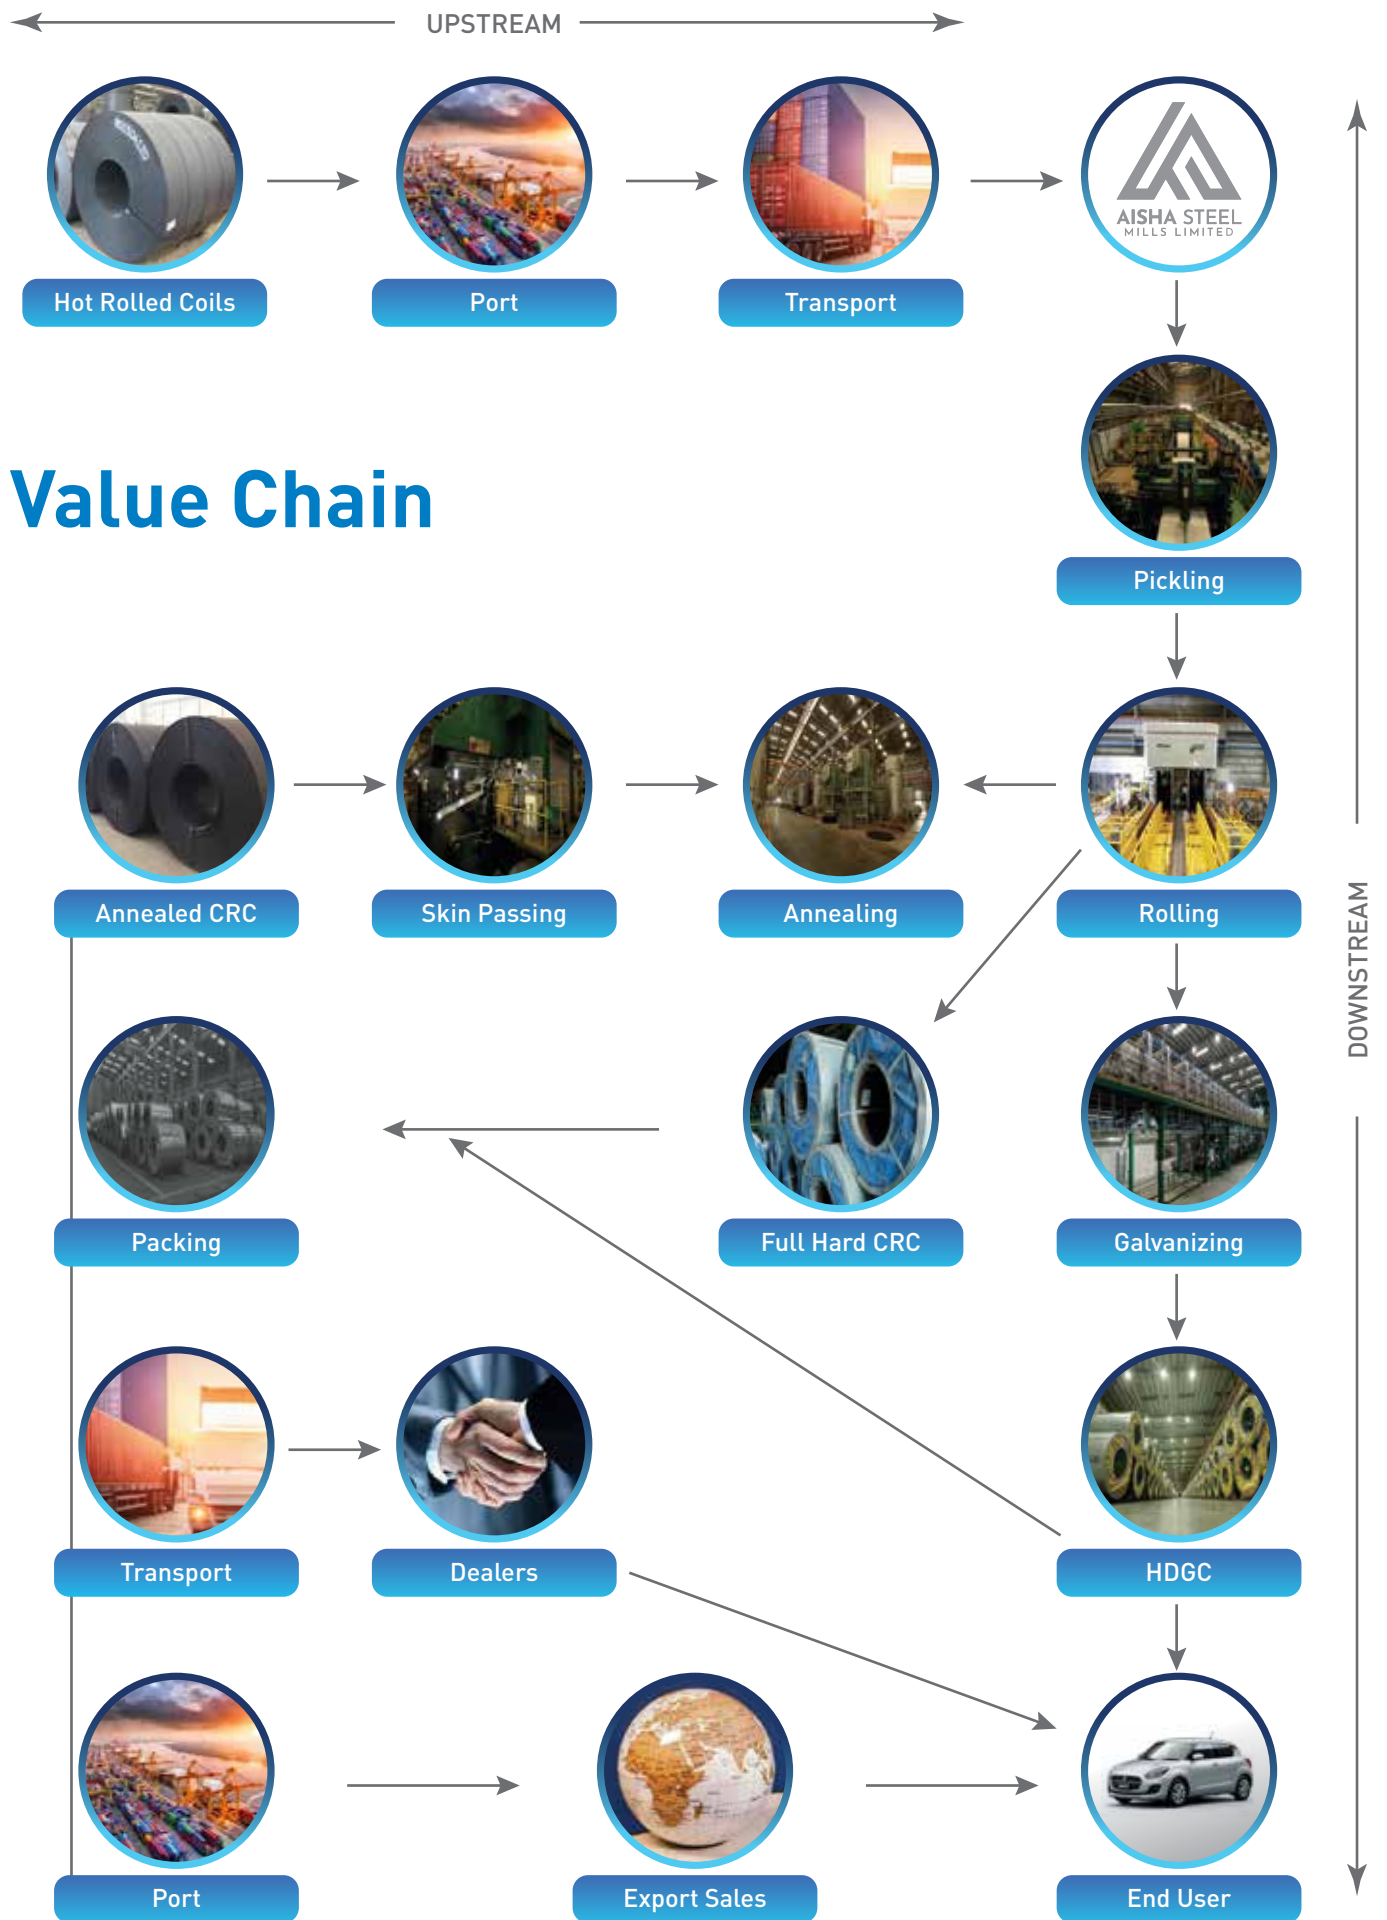 UPSTREAM
AISHA STEEL
MILLS LIMITED
Hot Rolled Coils
Port
Transport
Value Chain
Pickling
Annealed CRC
Skin Passing
Annealing
Rolling
DOWNSTREAM
Packing
Full Hard CRC
Galvanizing
Transport
Dealers
HDGC
Port
Export Sales
End User